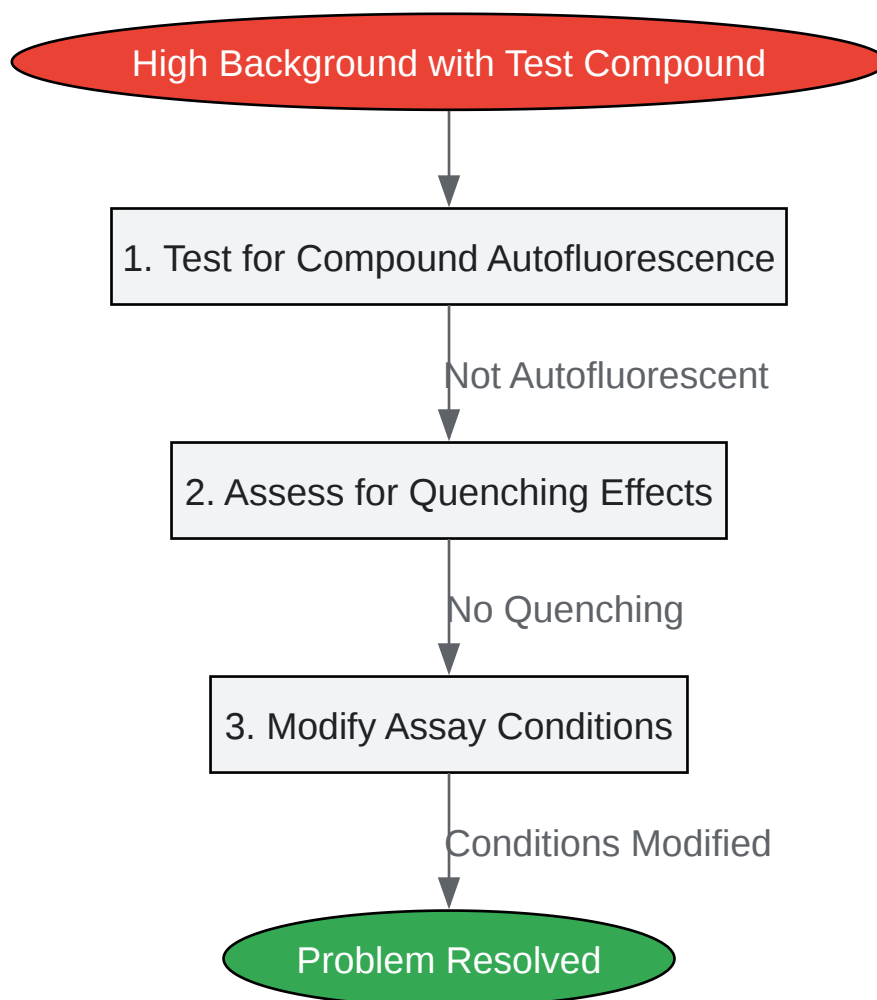 High Background with Test Compound
1. Test for Compound Autofluorescence
Not Autofluorescent
2. Assess for Quenching Effects
No Quenching
3. Modify Assay Conditions
Conditions Modified
Problem Resolved